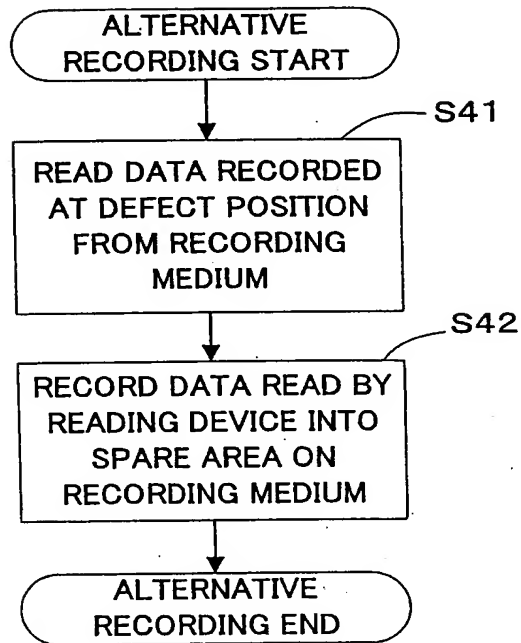 ALTERNATIVE
RECORDING START
S41
READ DATA RECORDED
AT DEFECT POSITION
FROM RECORDING
MEDIUM
S42
RECORD DATA READ BY
READING DEVICE INTO
SPARE AREA ON
RECORDING MEDIUM
ALTERNATIVE
RECORDING END